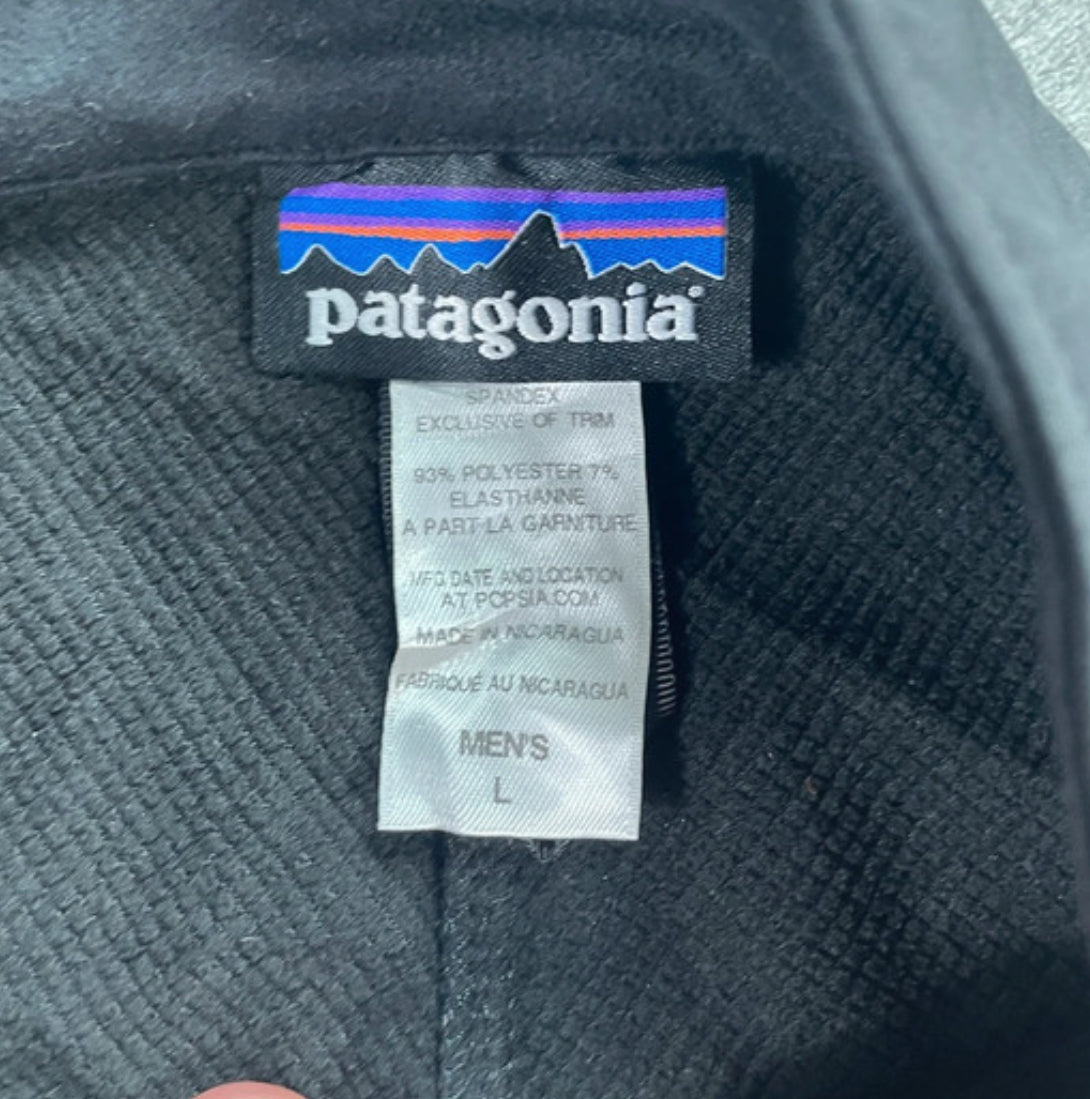 patagonia
SPANDEX
EXCLUSIVE OF TRIM
93% POLYESTER 7%
ELASTHANNE
A PART LA GARNITURE
MFG DATE AND LOCATION
AT PCPSIA.COM
MADE IN NICARAGUA
FABRIQUÉ AU NICARAGUA
MEN'S
L